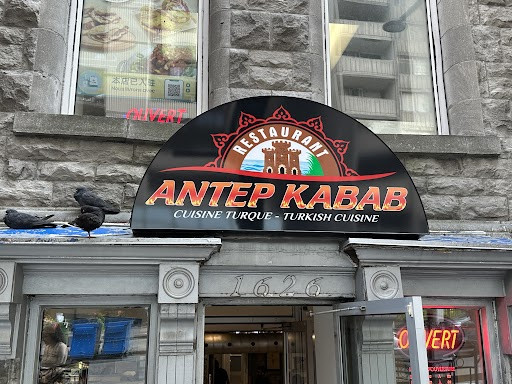 OUVERT
RESTAURANT
ANTEP KABAB
CUISINE TURQUE - TURKISH CUISINE
1626
OUVERT